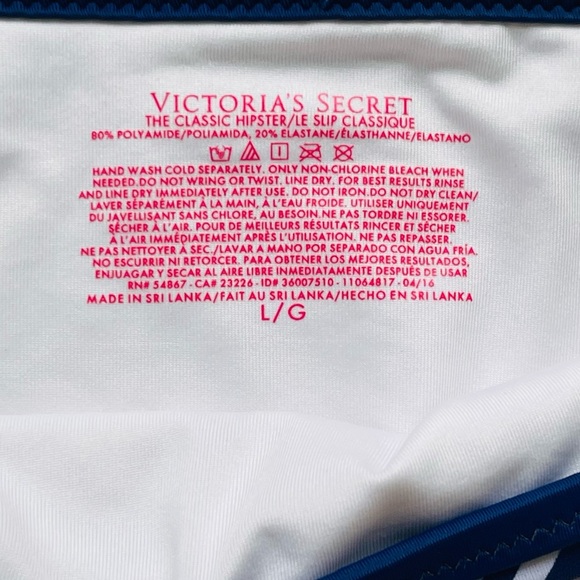 VICTORIA'S SECRET
THE CLASSIC HIPSTER/LE SLIP CLASSIQUE
80% POLYAMIDE/POLIAMIDA, 20% ELASTANE/ÉLASTHANNE/ELASTANO
HAND WASH COLD SEPARATELY. ONLY NON-CHLORINE BLEACH WHEN
NEEDED.DO NOT WRING OR TWIST. LINE DRY. FOR BEST RESULTS RINSE
AND LINE DRY IMMEDIATELY AFTER USE. DO NOT IRON.DO NOT DRY CLEAN/
LAVER SÉPARÉMENT À LA MAIN, À L'EAU FROIDE. UTILISER UNIQUEMENT
DU JAVELLISANT SANS CHLORE, AU BESOIN.NE PAS TORDRE NI ESSORER.
SÉCHER À L'AIR. POUR DE MEILLEURS RÉSULTATS RINCER ET SÉCHER
À L'AIR IMMÉDIATEMENT APRÈS L'USAGE. NE PAS REPASSER.
NE PAS NETTOYER À SEC./LAVAR A MANO POR SEPARADO CON AGUA FRÍA.
NO ESCURRIR NI RETORCER. PARA OBTENER LOS MEJORES RESULTADOS,
ENJUAGAR Y SECAR AL AIRE LIBRE INMEDIATAMENTE DESPUÉS DE USAR
RN# 54867 - CA# 23226 - ID# 36007510 - 11064817 - 04/16
MADE IN SRI LANKA/FAIT AU SRI LANKA/HECHO EN SRI LANKA
L/G